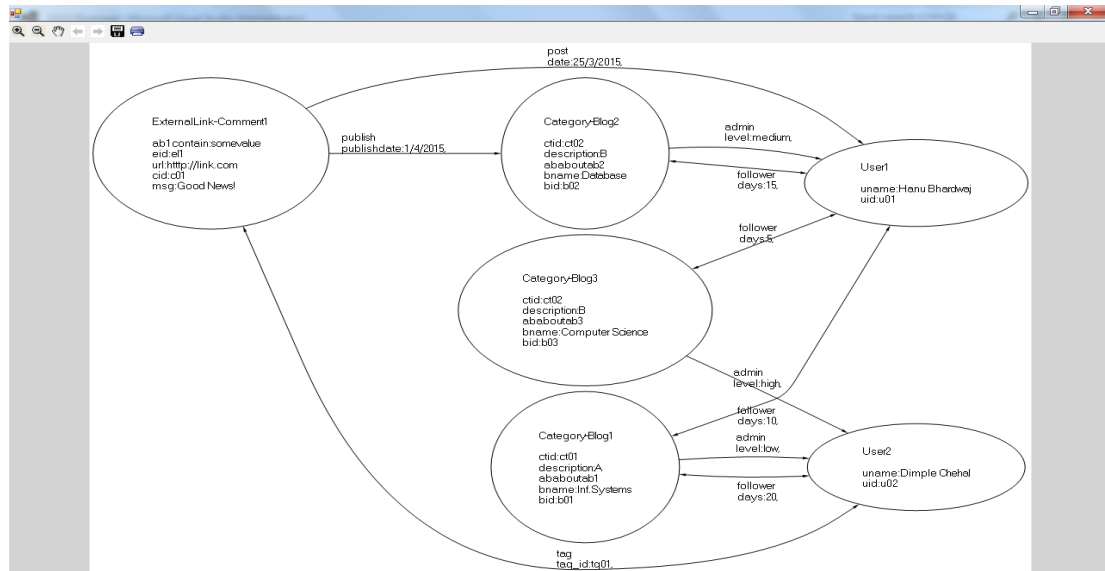 post
date:25/3/2015,
ExternalLink-Comment1
ab1contain:somevalue
eid:el1
url:htttp//link.com
cid:c01
msg:Good News!
publish
publishdate:1/4/2015,
Category-Blog2
ctid:ct02
description:B
ababoutab2
bname:Database
bid:b02
admin
level:medium,
follower
days:15,
User1
uname:Hanu Bhardwaj
uid:u01
follower
days:5,
Category-Blog3
ctid:ct02
description:B
ababoutab3
bname:Computer Science
bid:b03
admin
level:high,
follower
days:10,
Category-Blog1
ctid:ct01
description:A
ababoutab1
bname:Inf.Systems
bid:b01
admin
level:low,
follower
days:20,
User2
uname:Dimple Chehal
uid:u02
tag
tag_id:tg01,